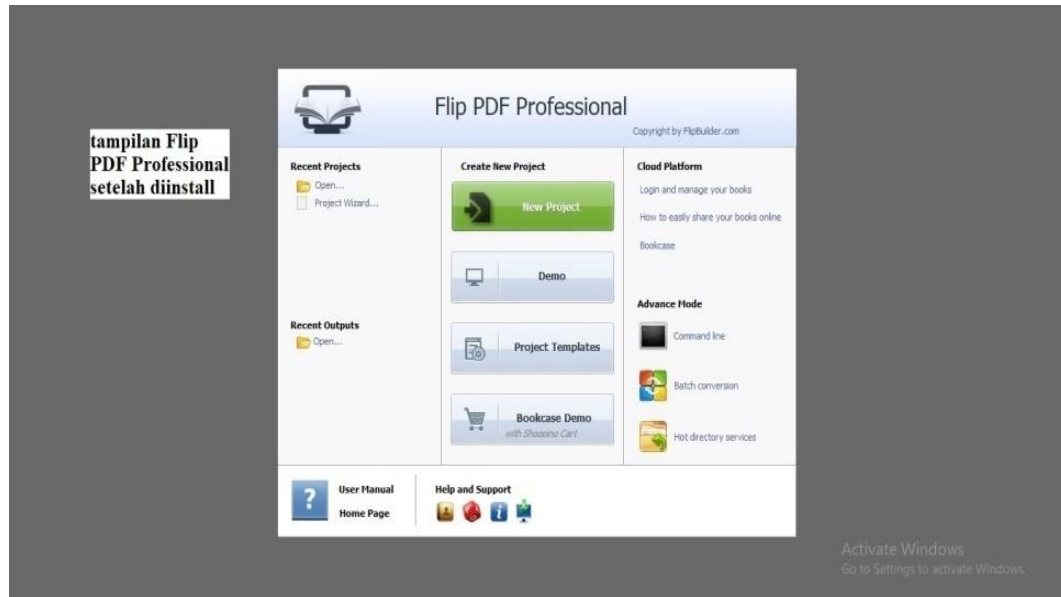 tampilan Flip
PDF Professional
setelah diinstall
Flip PDF Professional
Copyright by FlipBuilder.com
Recent Projects
Open...
Project Wizard...
Recent Outputs
Open...
Create New Project
New Project
Demo
Project Templates
Bookcase Demo
with Shopping Cart
Cloud Platform
Login and manage your books
How to easily share your books online
Bookcase
Advance Mode
Command line
Batch conversion
Hot directory services
User Manual
Home Page
Help and Support
Activate Windows
Go to Settings to activate Windows.